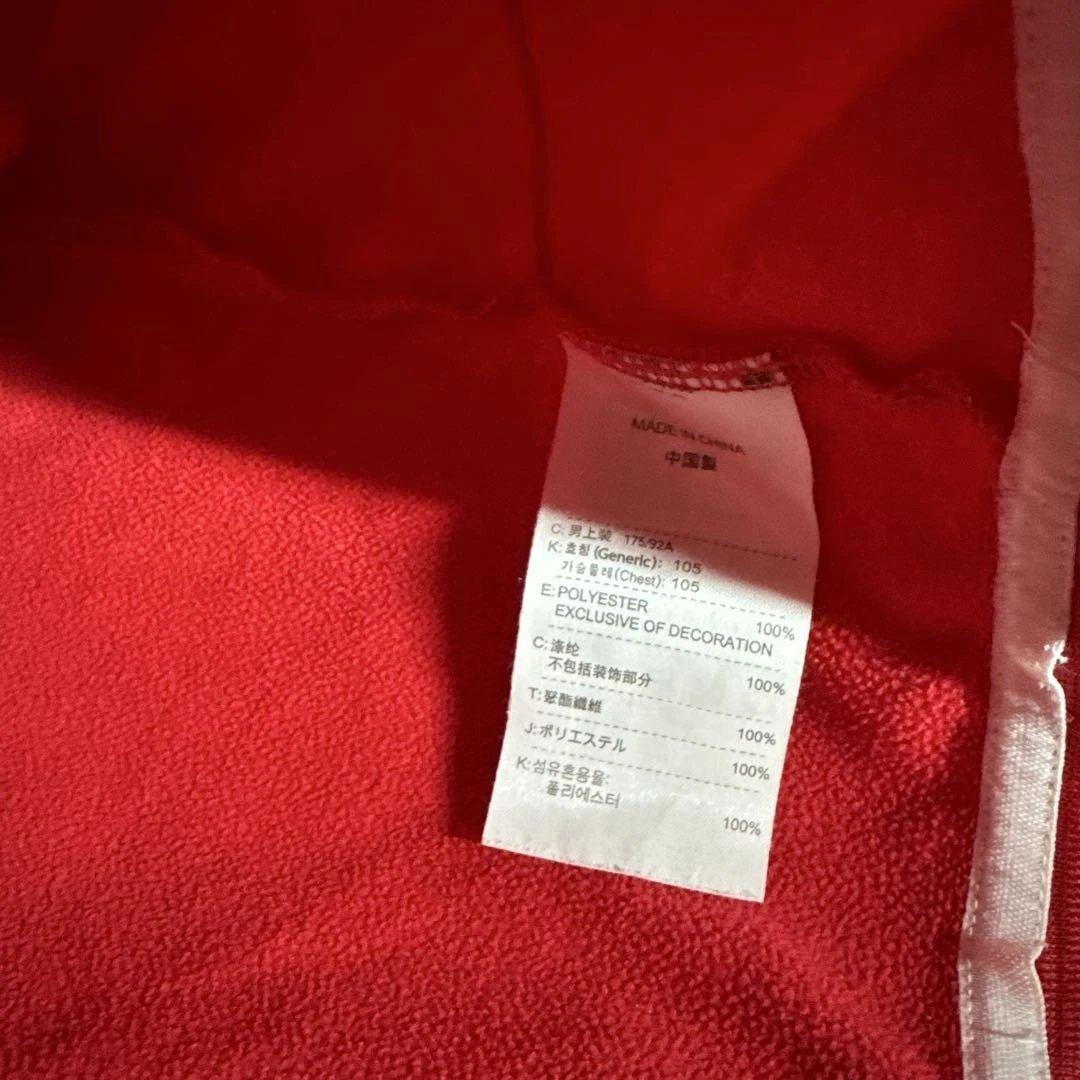 MADE IN CHINA
中国製
C: 男上装 175/92A
K: 호칭(Generic): 105
가슴둘레(Chest): 105
E: POLYESTER 100%
EXCLUSIVE OF DECORATION
C: 涤纶 100%
不包括装饰部分
T: 聚酯纖維 100%
J: ポリエステル 100%
K: 섬유혼용율:
폴리에스터 100%